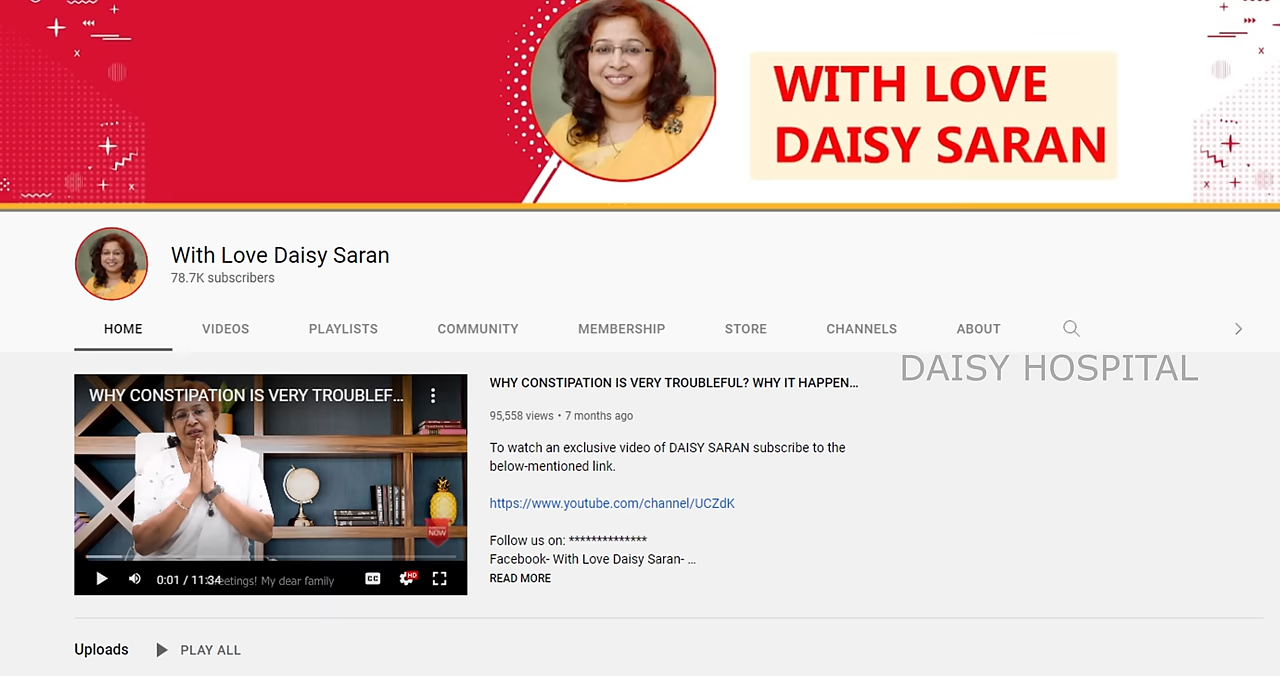 WITH LOVE
DAISY SARAN
With Love Daisy Saran
78.7K subscribers
HOME VIDEOS PLAYLISTS COMMUNITY MEMBERSHIP STORE CHANNELS ABOUT
DAISY HOSPITAL
WHY CONSTIPATION IS VERY TROUBLEF...
NOW
0:01 / 11:34 eetings! My dear family CC HD
WHY CONSTIPATION IS VERY TROUBLEFUL? WHY IT HAPPEN...
95,558 views • 7 months ago
To watch an exclusive video of DAISY SARAN subscribe to the
below-mentioned link.
https://www.youtube.com/channel/UCZdK
Follow us on: **************
Facebook- With Love Daisy Saran- ...
READ MORE
Uploads PLAY ALL